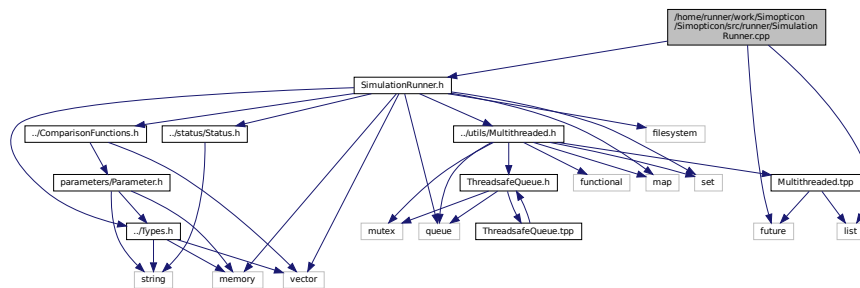 /home/runner/work/Simopticon
/Simopticon/src/runner/Simulation
Runner.cpp
SimulationRunner.h
../ComparisonFunctions.h
../status/Status.h
../utils/Multithreaded.h
filesystem
parameters/Parameter.h
ThreadsafeQueue.h
functional
map
set
Multithreaded.tpp
../Types.h
mutex
queue
ThreadsafeQueue.tpp
future
list
string
memory
vector